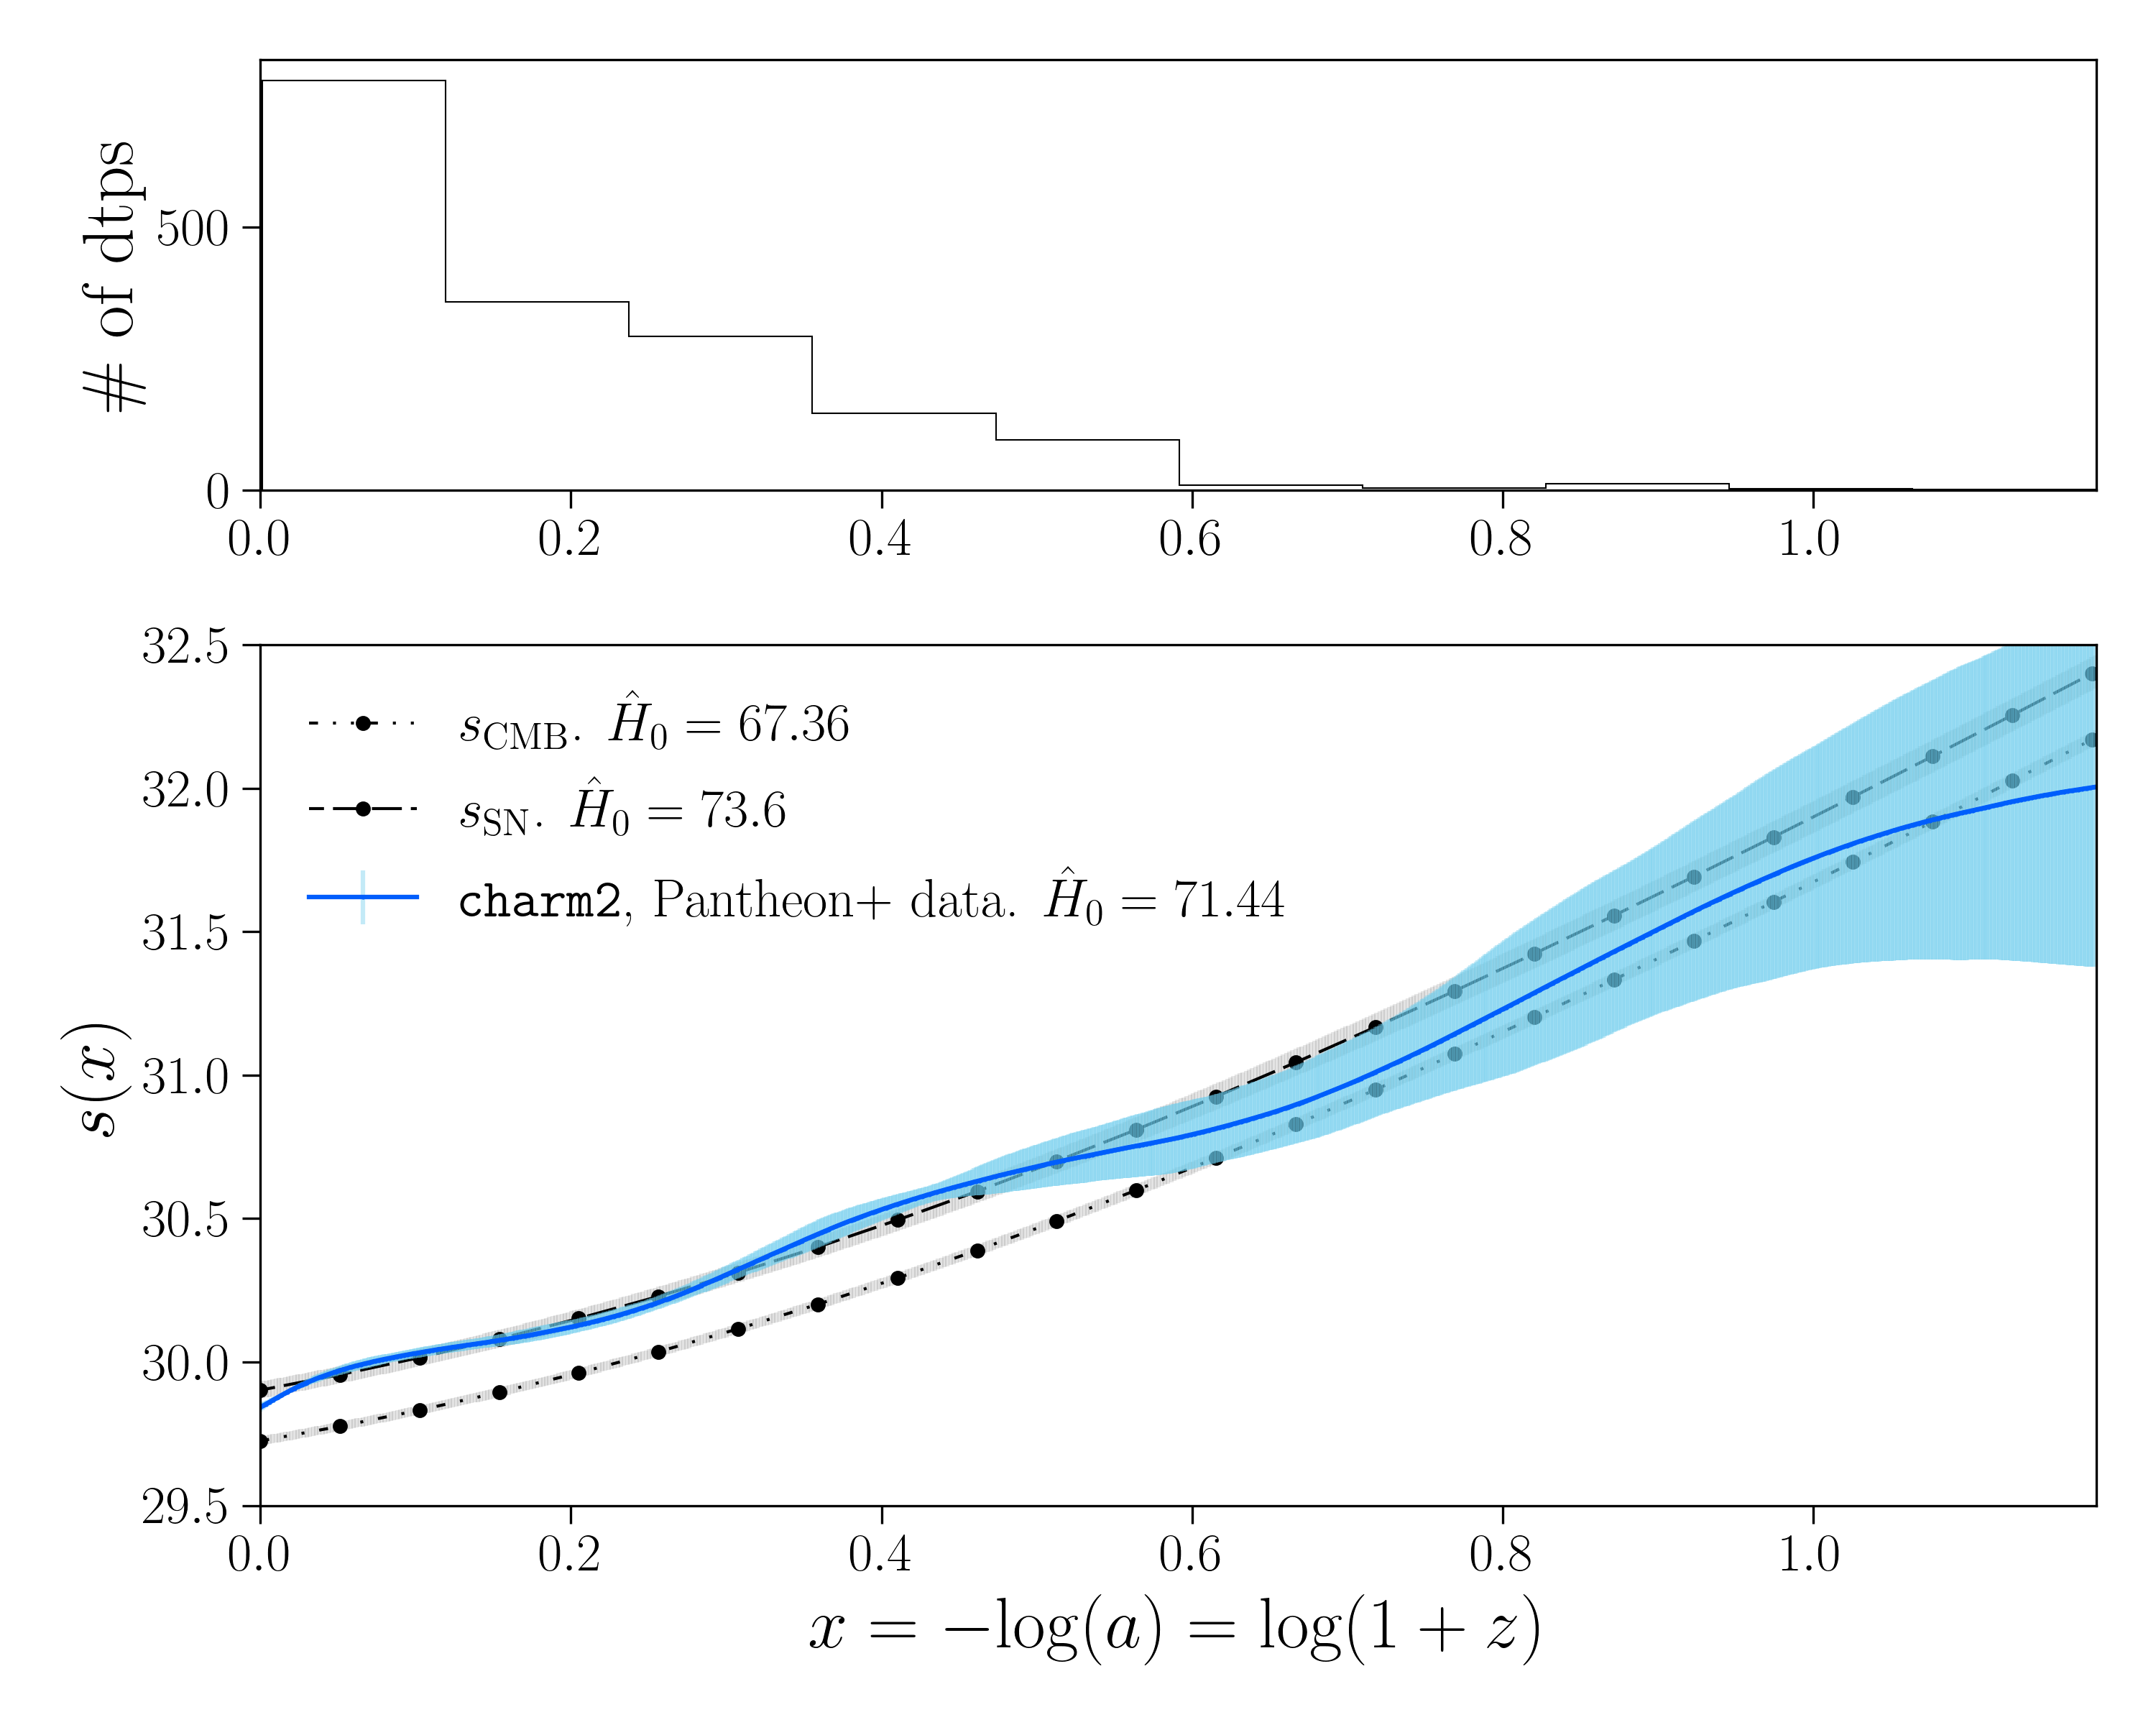 # of dtps
500
0
0.0 0.2 0.4 0.6 0.8 1.0
s(x)
32.5
32.0
31.5
31.0
30.5
30.0
29.5
s_CMB. Ĥ_0 = 67.36
s_SN. Ĥ_0 = 73.6
charm2, Pantheon+ data. Ĥ_0 = 71.44
0.0 0.2 0.4 0.6 0.8 1.0
x = −log(a) = log(1 + z)